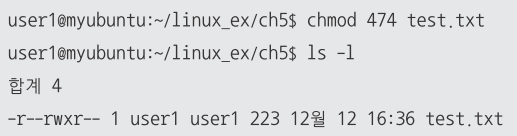 user1@myubuntu:~/linux_ex/ch5$ chmod 474 test.txt
user1@myubuntu:~/linux_ex/ch5$ ls -l
합계 4
-r--rwxr-- 1 user1 user1 223 12월 12 16:36 test.txt